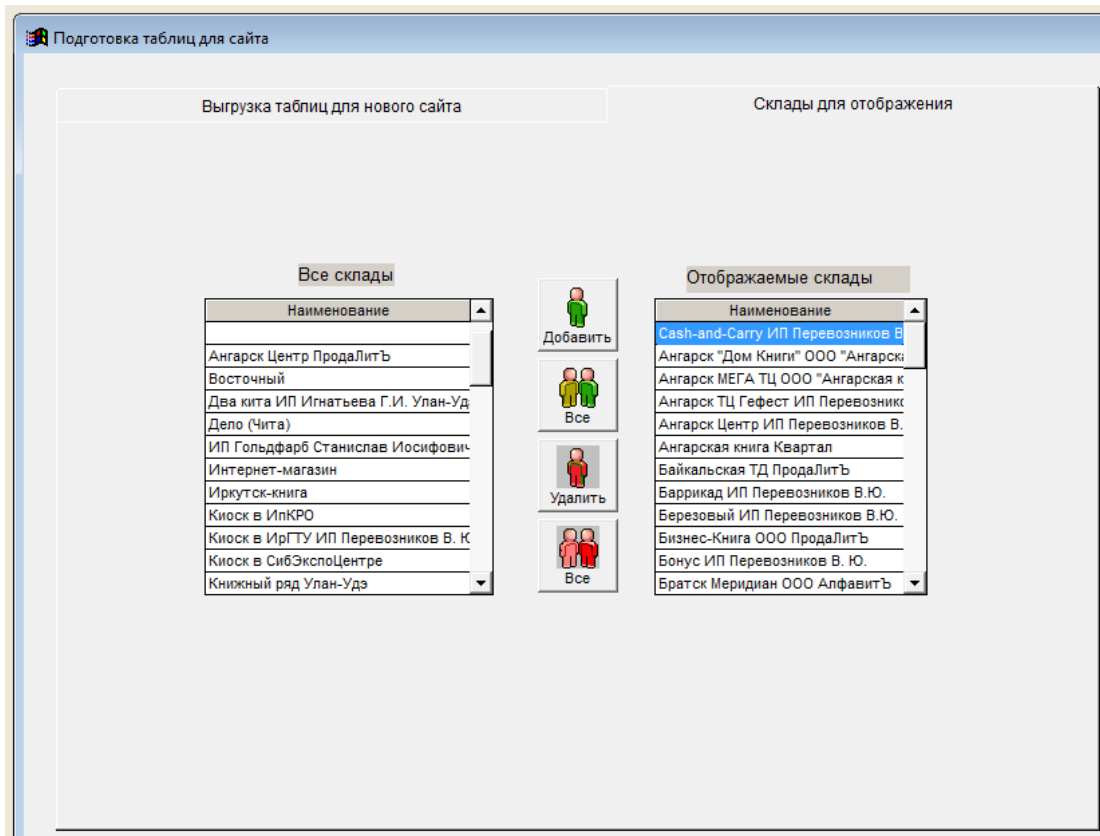 Подготовка таблиц для сайта
Выгрузка таблиц для нового сайта
Склады для отображения
Все склады
Наименование
Ангарск Центр ПродаЛитЪ
Восточный
Два кита ИП Игнатьева Г.И. Улан-Уд
Дело (Чита)
ИП Гольдфарб Станислав Иосифович
Интернет-магазин
Иркутск-книга
Киоск в ИпКРО
Киоск в ИрГТУ ИП Перевозников В. Ю
Киоск в СибЭкспоЦентре
Книжный ряд Улан-Удэ
Добавить
Все
Удалить
Все
Отображаемые склады
Наименование
Cash-and-Carry ИП Перевозников В
Ангарск "Дом Книги" ООО "Ангарска
Ангарск МЕГА ТЦ ООО "Ангарская к
Ангарск ТЦ Гефест ИП Перевознико
Ангарск Центр ИП Перевозников В.
Ангарская книга Квартал
Байкальская ТД ПродаЛитЪ
Баррикад ИП Перевозников В.Ю.
Березовый ИП Перевозников В.Ю.
Бизнес-Книга ООО ПродаЛитЪ
Бонус ИП Перевозников В. Ю.
Братск Меридиан ООО АлфавитЪ